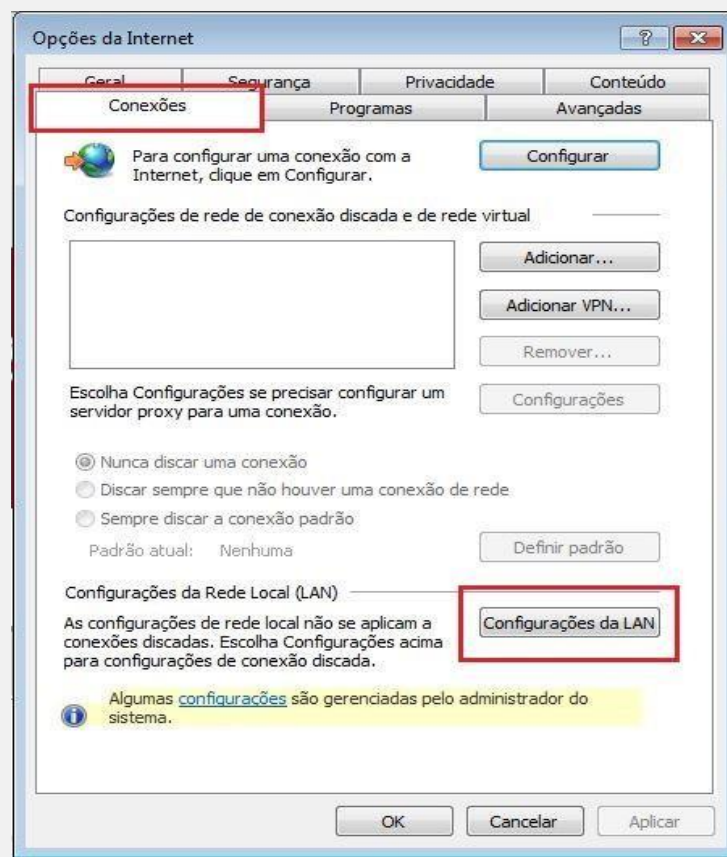 Opções da Internet
Geral
Segurança
Privacidade
Conteúdo
Conexões
Programas
Avançadas
Para configurar uma conexão com a
Internet, clique em Configurar.
Configurar
Configurações de rede de conexão discada e de rede virtual
Adicionar...
Adicionar VPN...
Remover...
Escolha Configurações se precisar configurar um
servidor proxy para uma conexão.
Configurações
Nunca discar uma conexão
Discar sempre que não houver uma conexão de rede
Sempre discar a conexão padrão
Padrão atual: Nenhuma
Definir padrão
Configurações da Rede Local (LAN)
As configurações de rede local não se aplicam a
conexões discadas. Escolha Configurações acima
para configurações de conexão discada.
Configurações da LAN
Algumas configurações são gerenciadas pelo administrador do
sistema.
OK
Cancelar
Aplicar